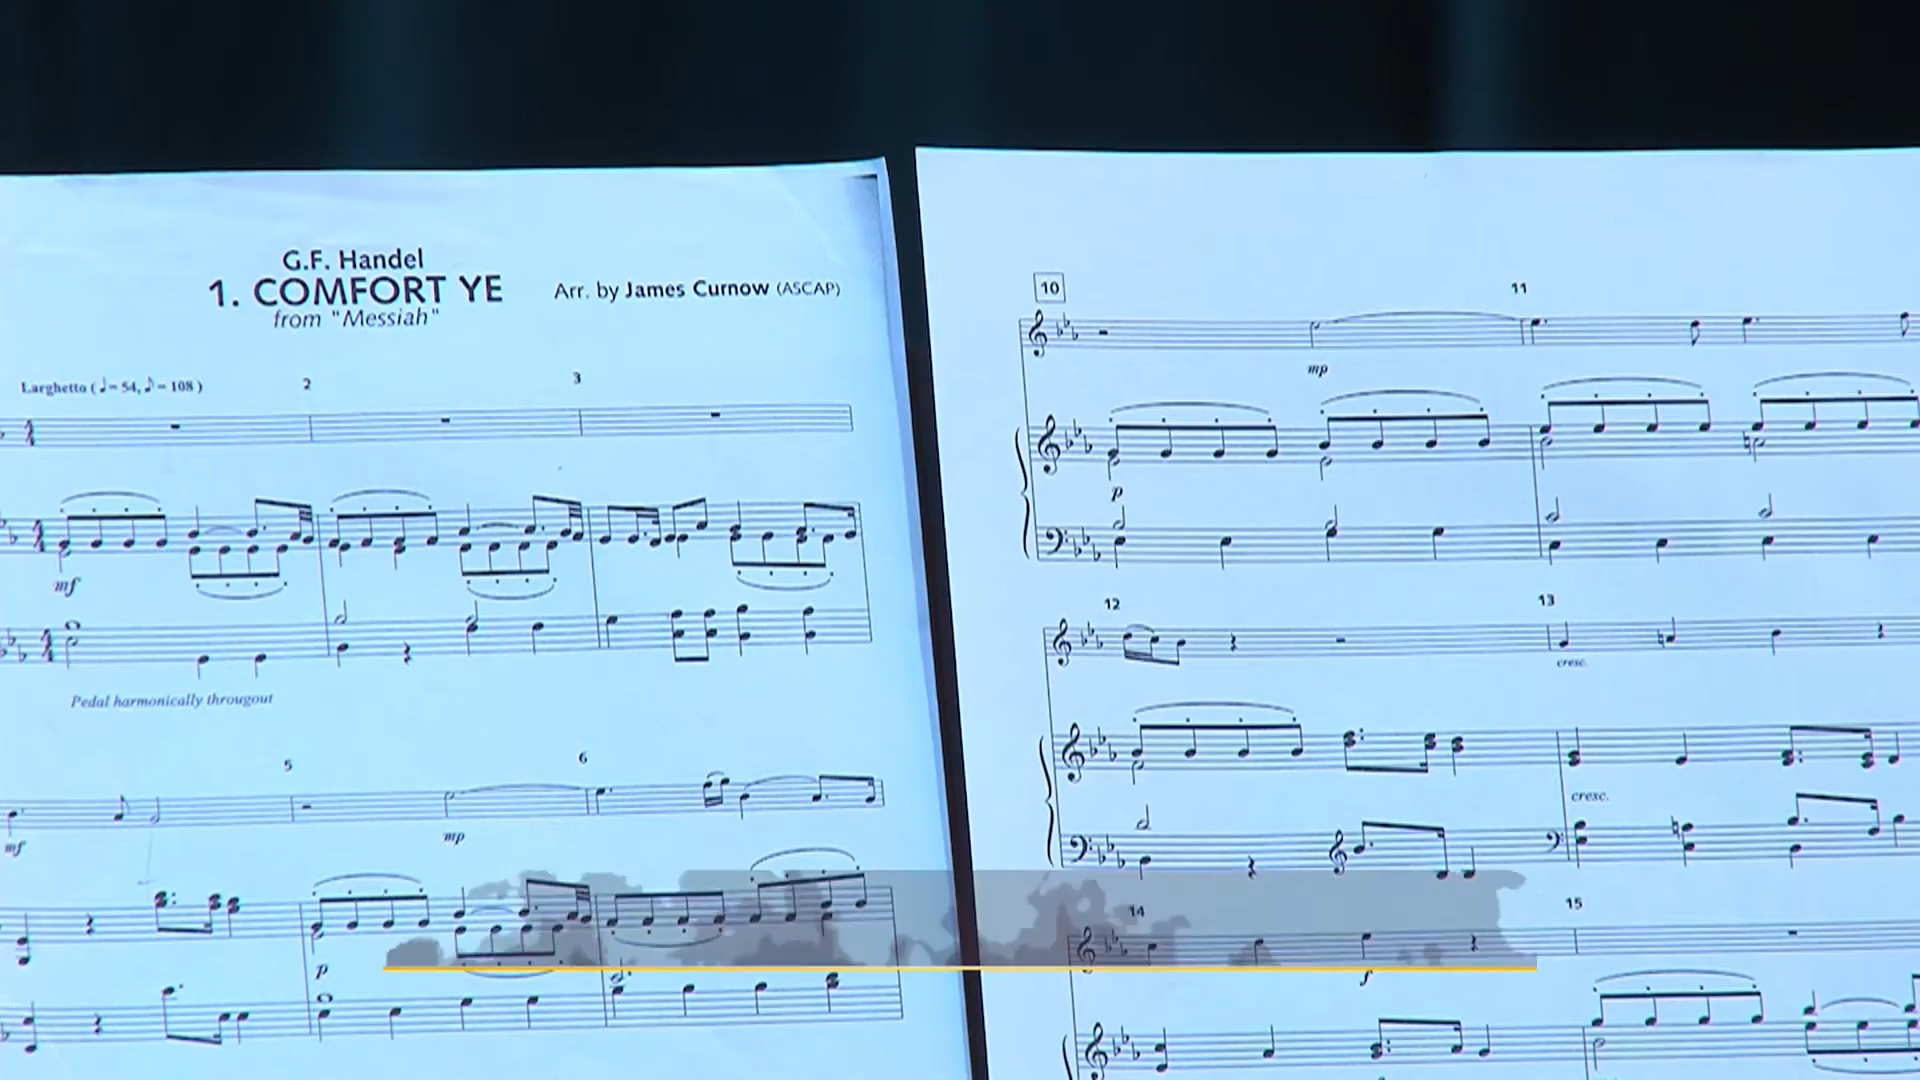 G.F. Handel
1. COMFORT YE
from "Messiah"
Arr. by James Curnow (ASCAP)
Larghetto (♩= 54, ♪= 108 )
2
3
mf
Pedal harmonically througout
5
6
mf
mp
p
10
11
mp
p
12
13
cresc.
cresc.
14
15
f